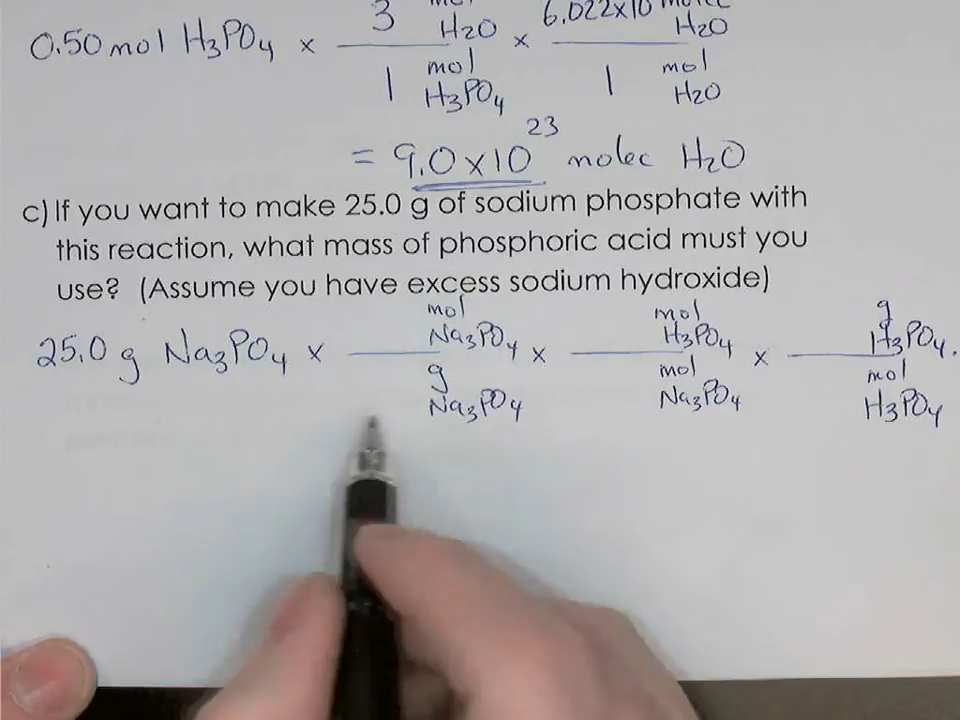 3 H2O 6.022x10 H2O
0.50 mol H3PO4 x x
1 mol 1 mol
H3PO4 H2O
= 9.0x10^23 molec H2O
c) If you want to make 25.0 g of sodium phosphate with
this reaction, what mass of phosphoric acid must you
use? (Assume you have excess sodium hydroxide)
mol mol g
25.0 g Na3PO4 x Na3PO4 x H3PO4 x H3PO4.
g mol mol
Na3PO4 Na3PO4 H3PO4